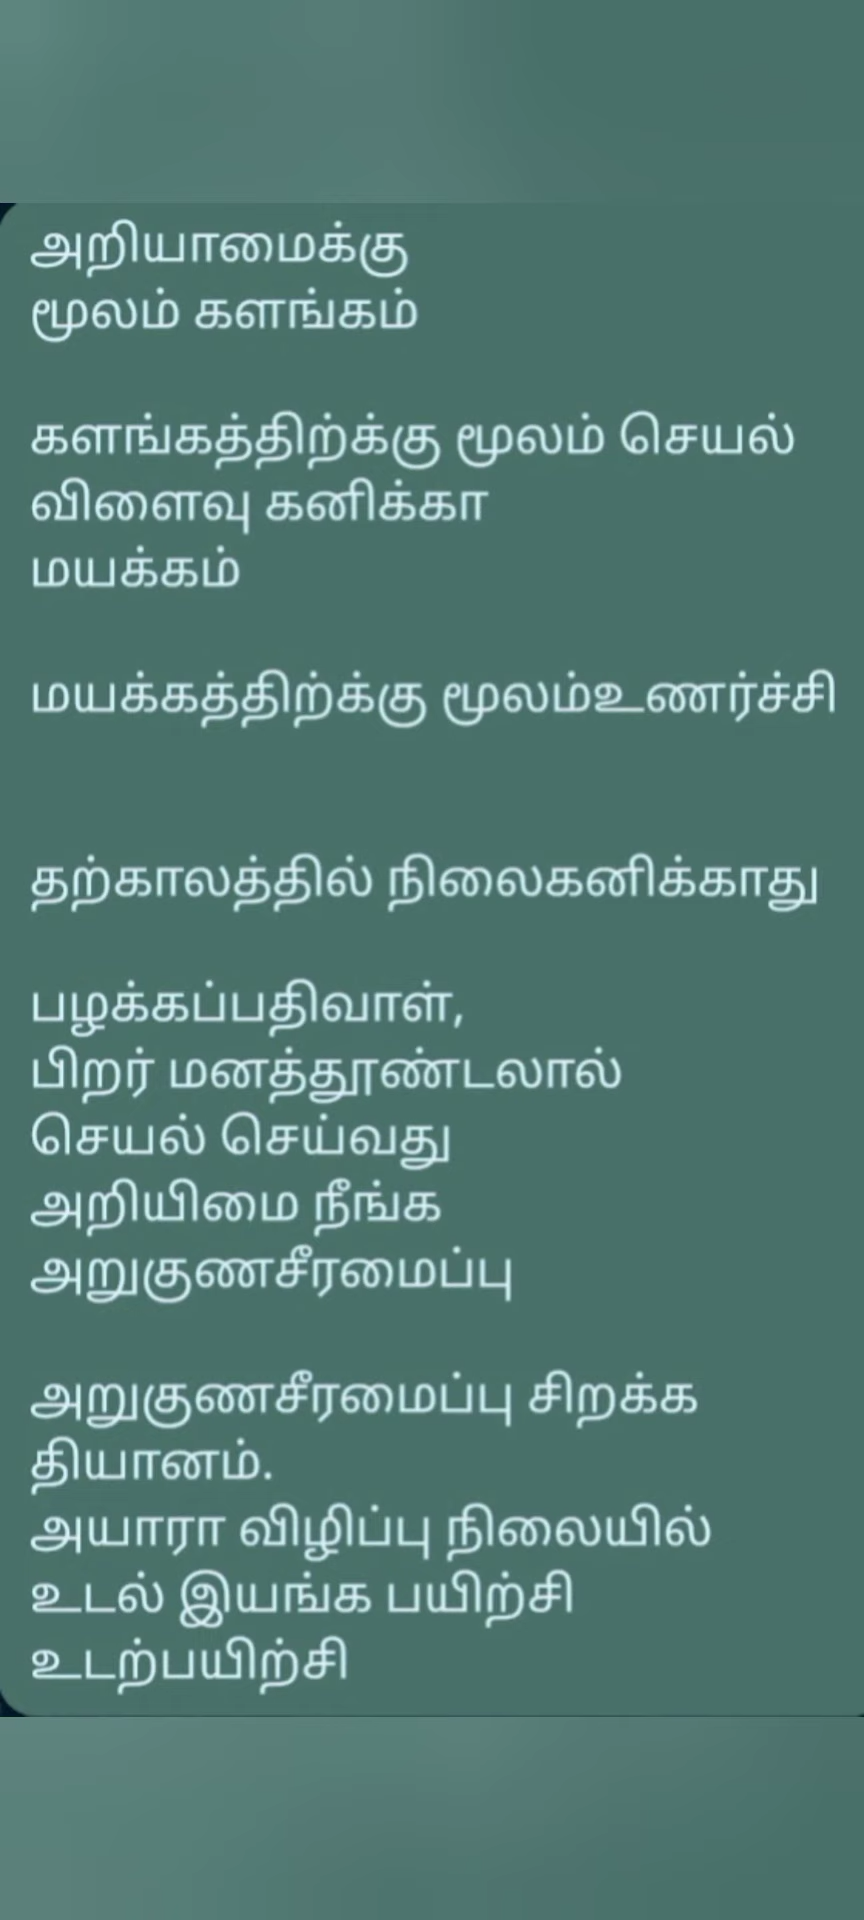 அறியாமைக்கு
மூலம் களங்கம்
களங்கத்திற்க்கு மூலம் செயல்
விளைவு கனிக்கா
மயக்கம்
மயக்கத்திற்க்கு மூலம்உணர்ச்சி
தற்காலத்தில் நிலைகனிக்காது
பழக்கப்பதிவாள்,
பிறர் மனத்தூண்டலால்
செயல் செய்வது
அறியிமை நீங்க
அறுகுணசீரமைப்பு
அறுகுணசீரமைப்பு சிறக்க
தியானம்.
அயாரா விழிப்பு நிலையில்
உடல் இயங்க பயிற்சி
உடற்பயிற்சி